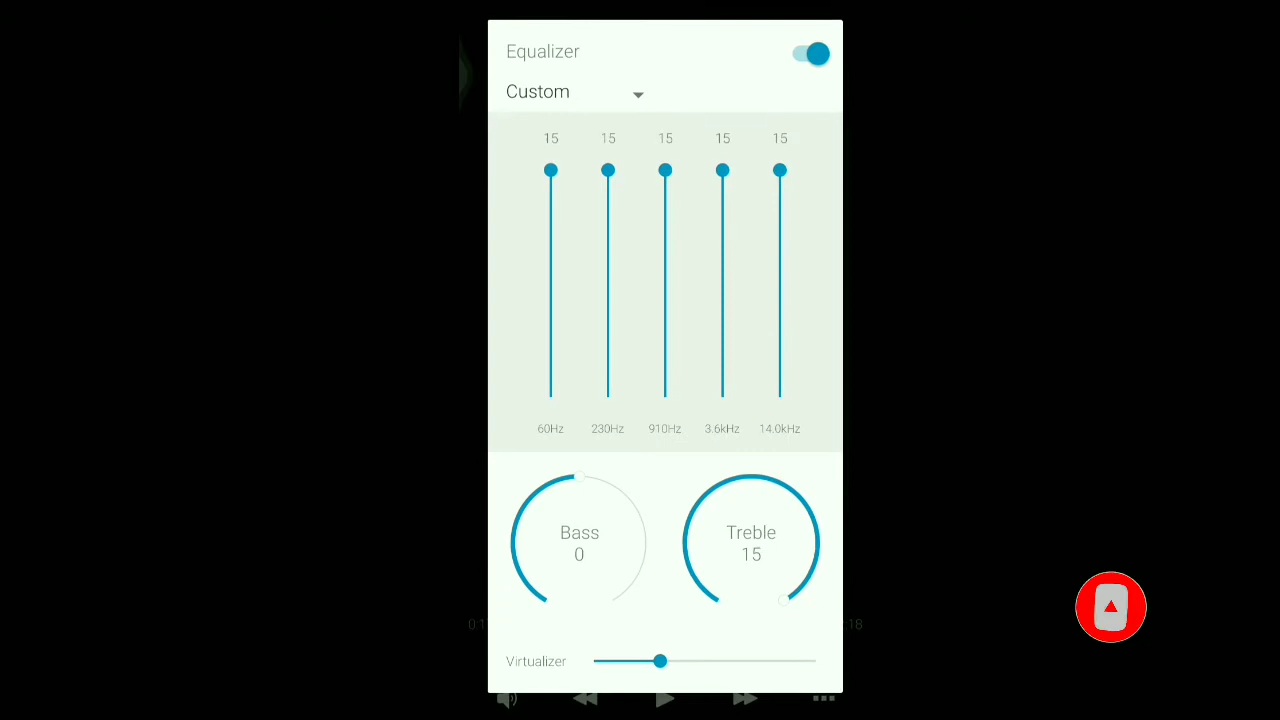 Equalizer
Custom
15 15 15 15 15
60Hz 230Hz 910Hz 3.6kHz 14.0kHz
Bass Treble
0 15
Virtualizer